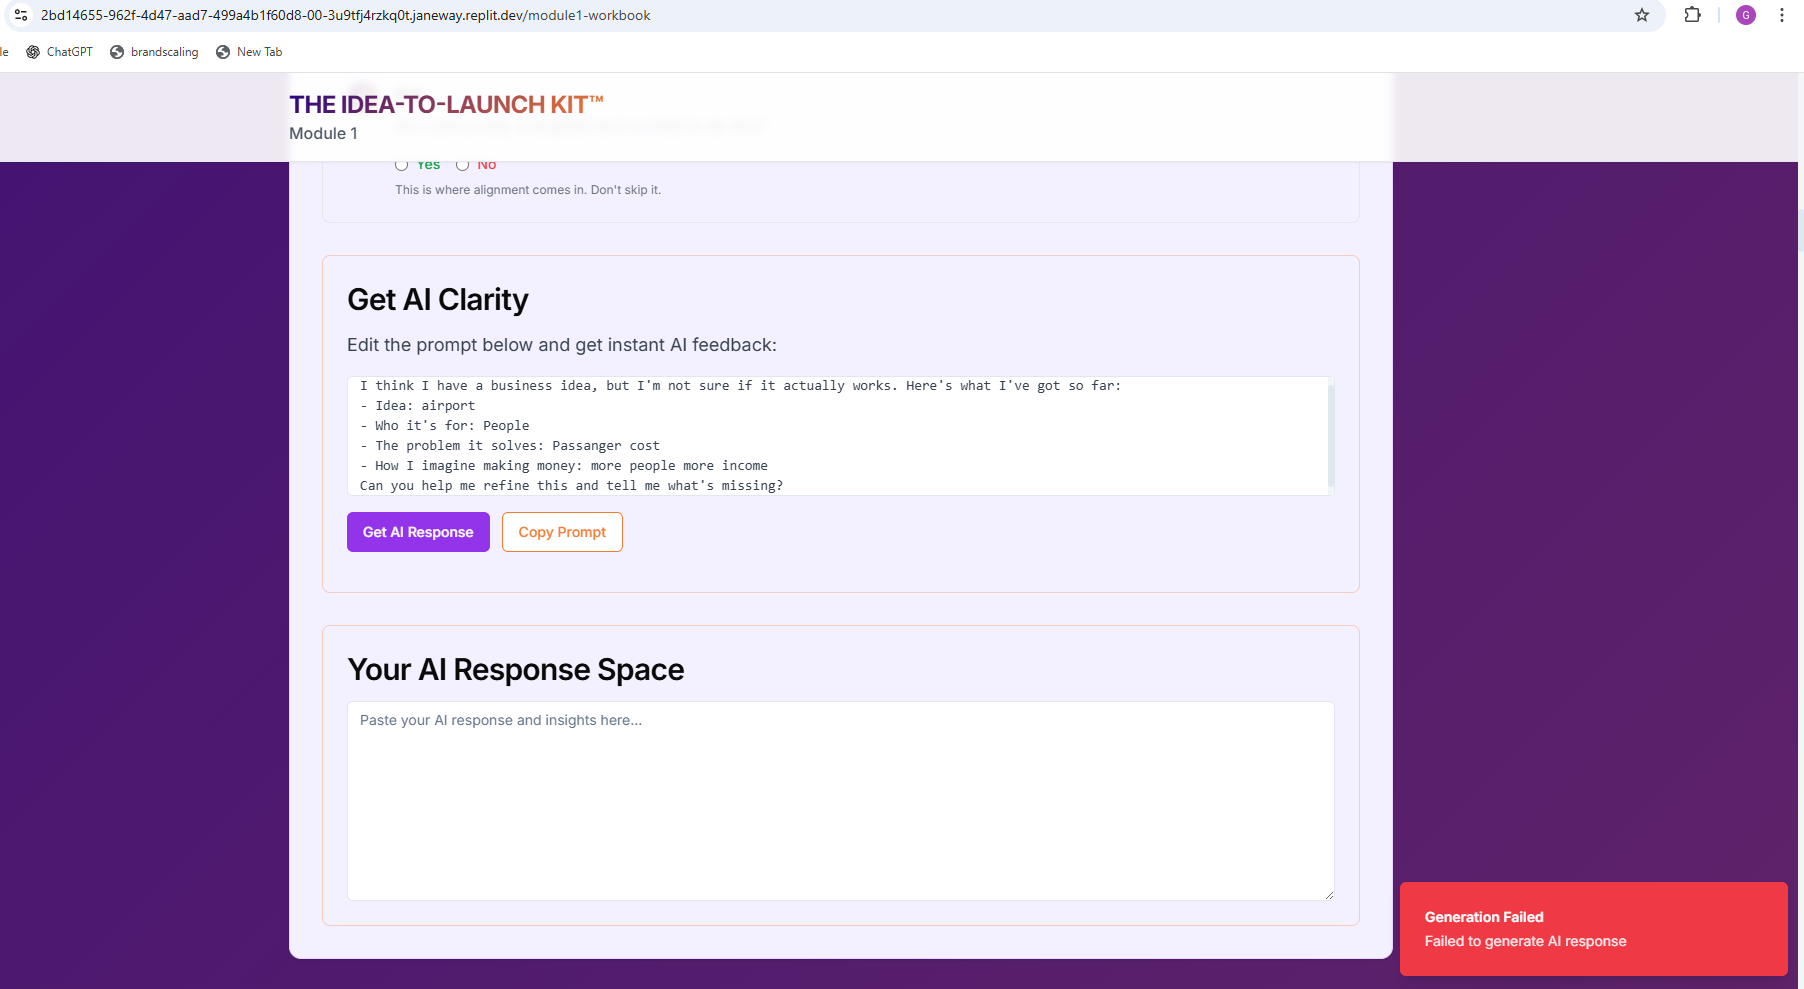 2bd14655-962f-4d47-aad7-499a4b1f60d8-00-3u9tfj4rzkq0t.janeway.replit.dev/module1-workbook
G
le ChatGPT brandscaling New Tab
THE IDEA-TO-LAUNCH KIT™
Module 1
Yes No
This is where alignment comes in. Don't skip it.
Get AI Clarity
Edit the prompt below and get instant AI feedback:
I think I have a business idea, but I'm not sure if it actually works. Here's what I've got so far:
- Idea: airport
- Who it's for: People
- The problem it solves: Passanger cost
- How I imagine making money: more people more income
Can you help me refine this and tell me what's missing?
Get AI Response Copy Prompt
Your AI Response Space
Paste your AI response and insights here...
Generation Failed
Failed to generate AI response